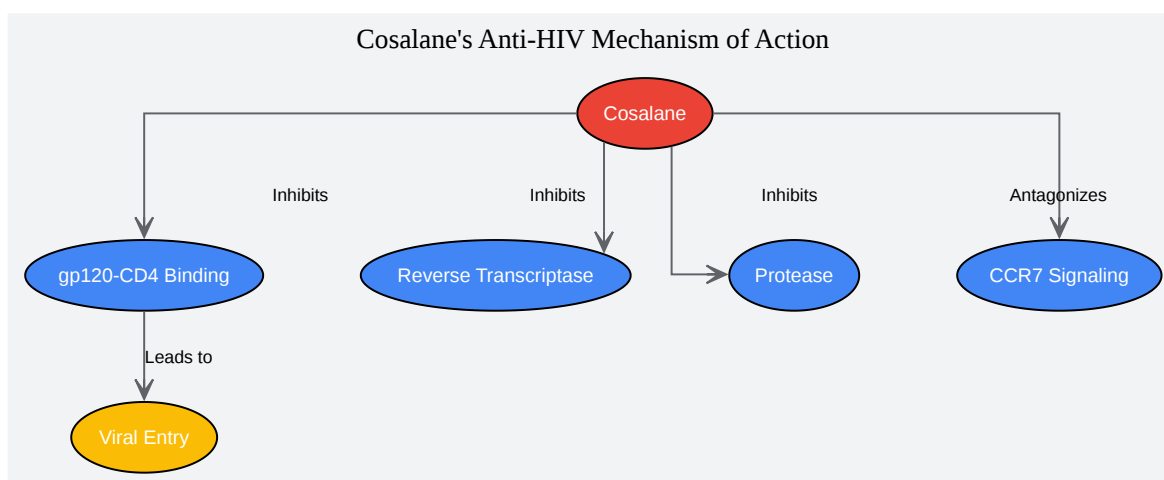 Cosalane's Anti-HIV Mechanism of Action
Cosalane
Inhibits
Inhibits
Inhibits
Antagonizes
gp120-CD4 Binding
Reverse Transcriptase
Protease
CCR7 Signaling
Leads to
Viral Entry